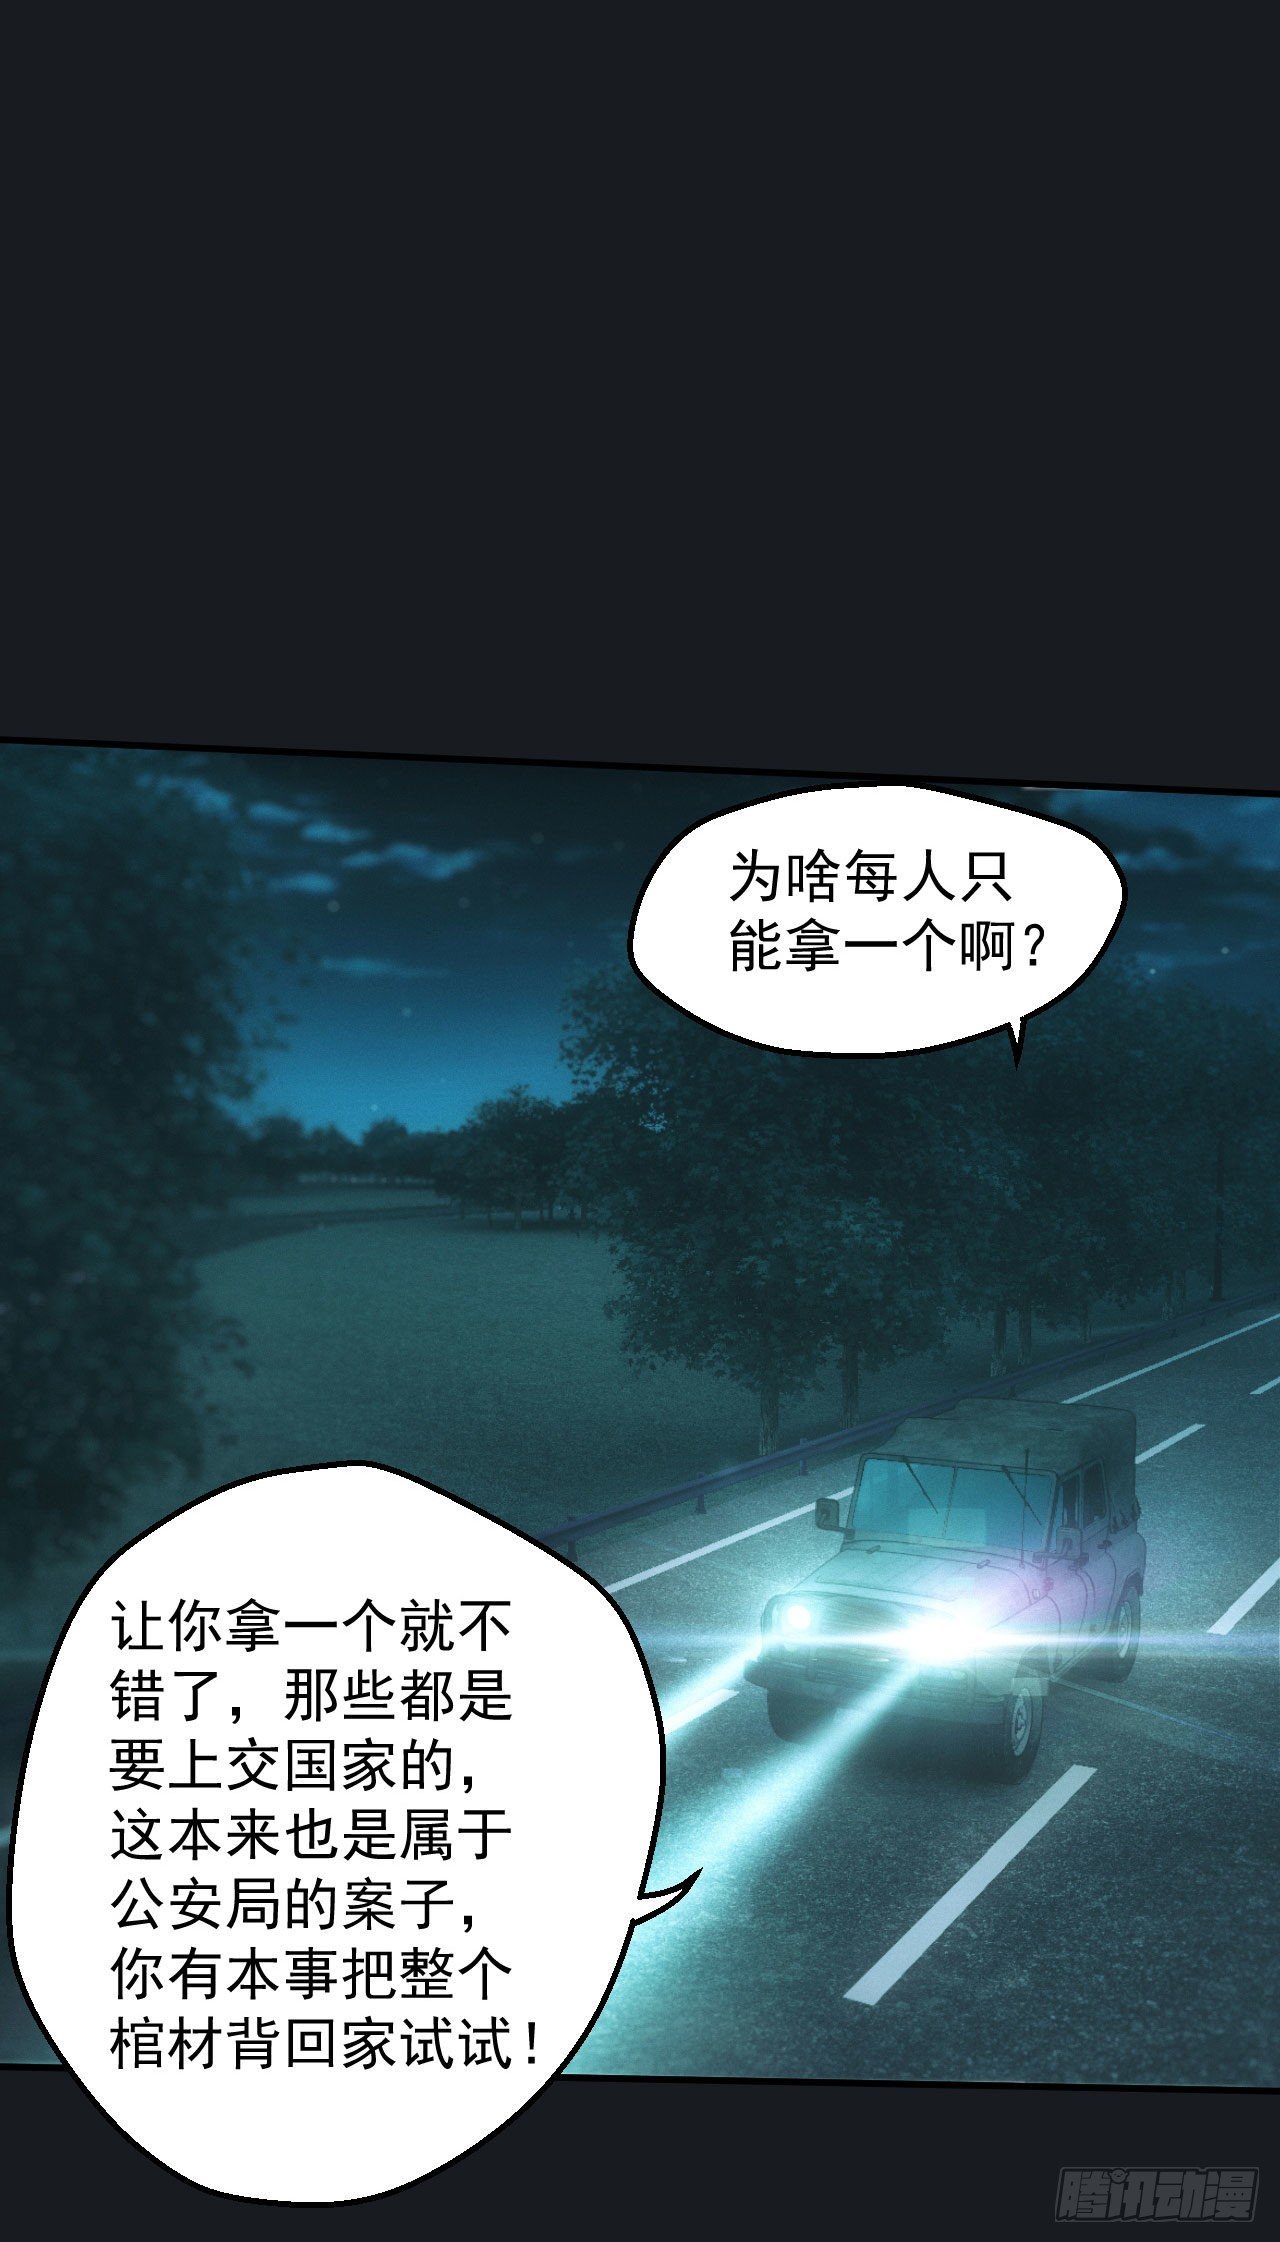 为啥每人只
能拿一个啊？
让你拿一个就不
错了，那些都是
要上交国家的，
这本来也是属于
公安局的案子，
你有本事把整个
棺材背回家试试！
腾讯动漫